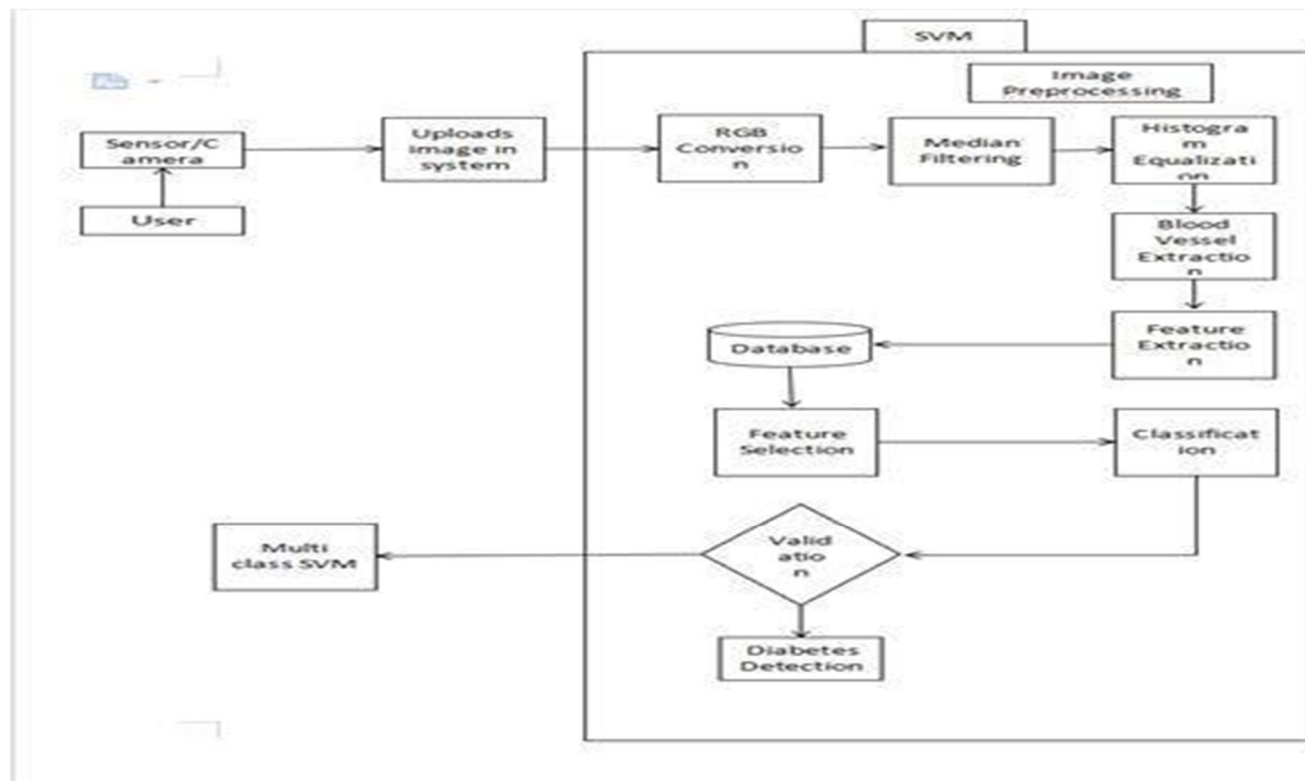 SVM
Image
Preprocessing
Sensor/C
amera
Uploads
image in
system
RGB
Conversio
n
Median
Filtering
Histogra
m
Equalizati
on
User
Blood
Vessel
Extractio
n
Feature
Extractio
n
Database
Feature
Selection
Classificat
ion
Valid
atio
n
Multi
class SVM
Diabetes
Detection